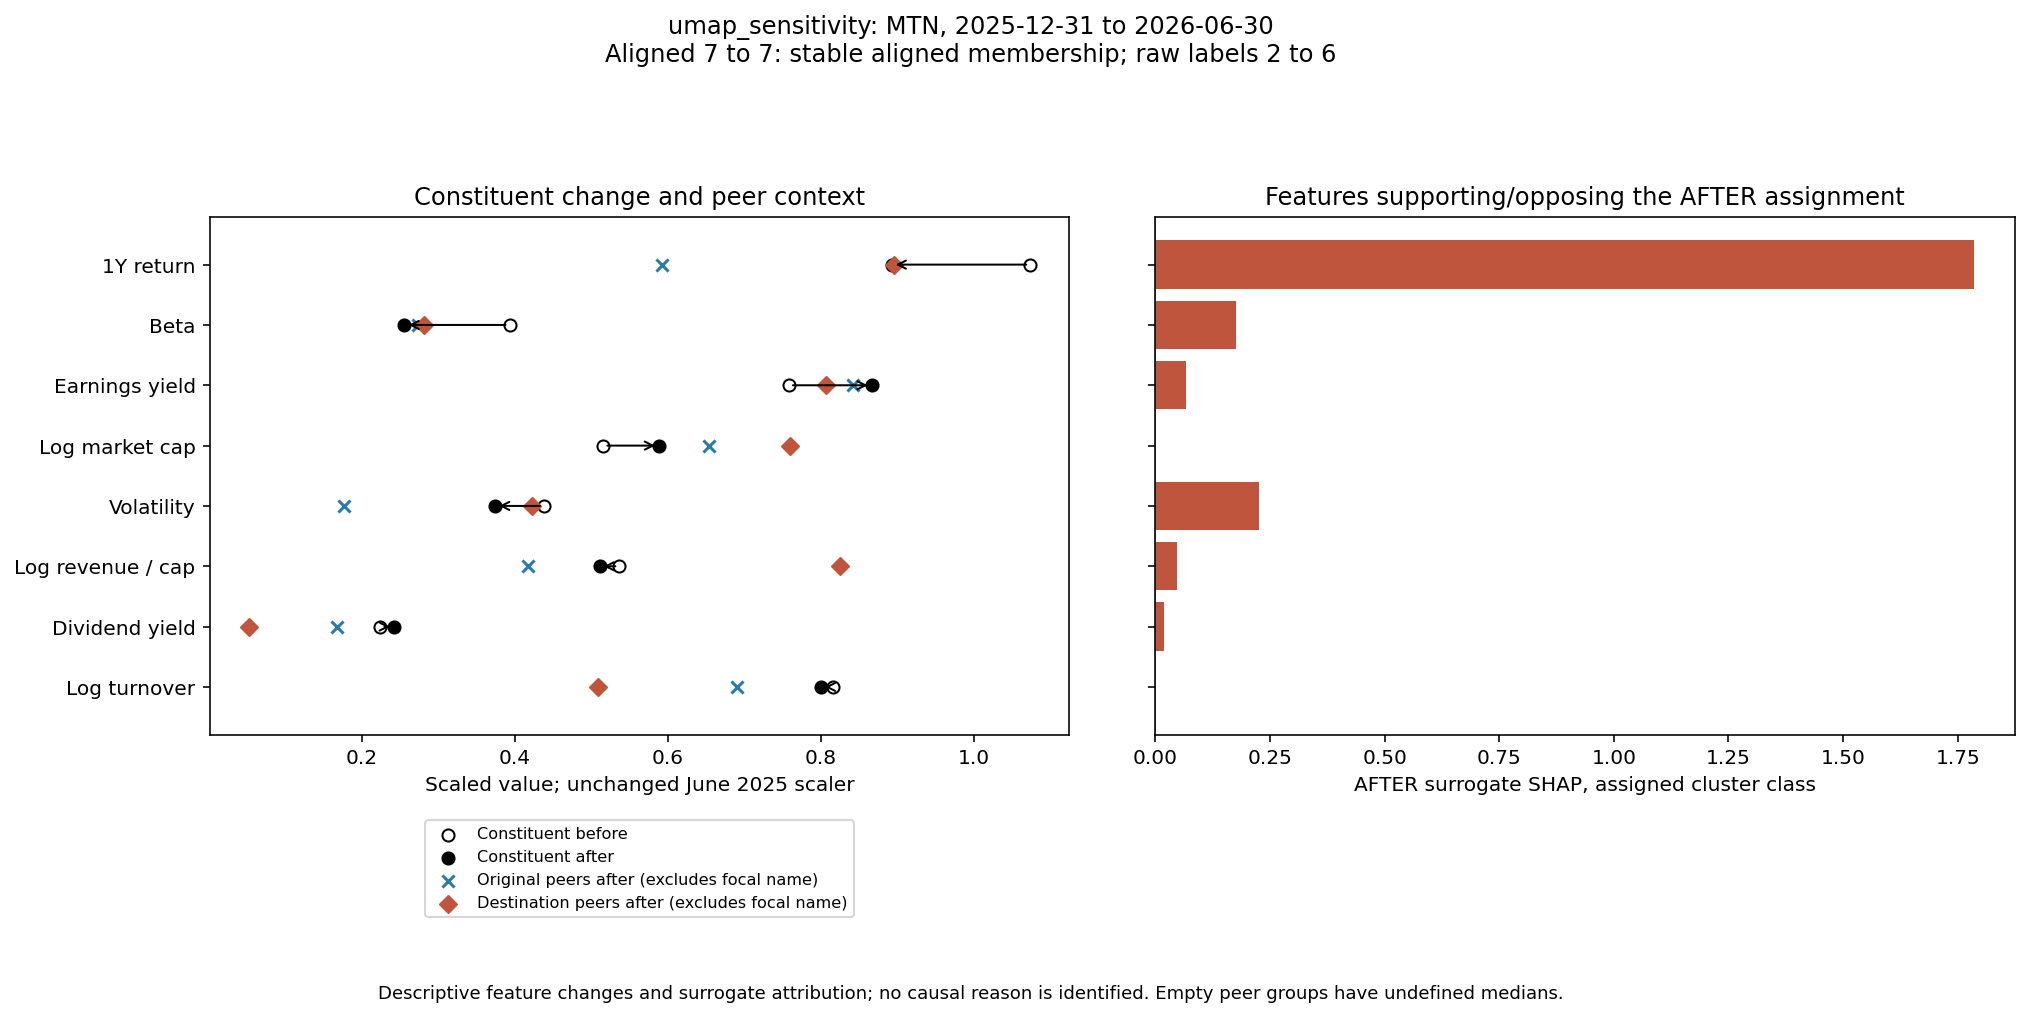 umap_sensitivity: MTN, 2025-12-31 to 2026-06-30
Aligned 7 to 7: stable aligned membership; raw labels 2 to 6
Constituent change and peer context
1Y return
Beta
Earnings yield
Log market cap
Volatility
Log revenue / cap
Dividend yield
Log turnover
0.2 0.4 0.6 0.8 1.0
Scaled value; unchanged June 2025 scaler
Constituent before
Constituent after
Original peers after (excludes focal name)
Destination peers after (excludes focal name)
Features supporting/opposing the AFTER assignment
0.00 0.25 0.50 0.75 1.00 1.25 1.50 1.75
AFTER surrogate SHAP, assigned cluster class
Descriptive feature changes and surrogate attribution; no causal reason is identified. Empty peer groups have undefined medians.